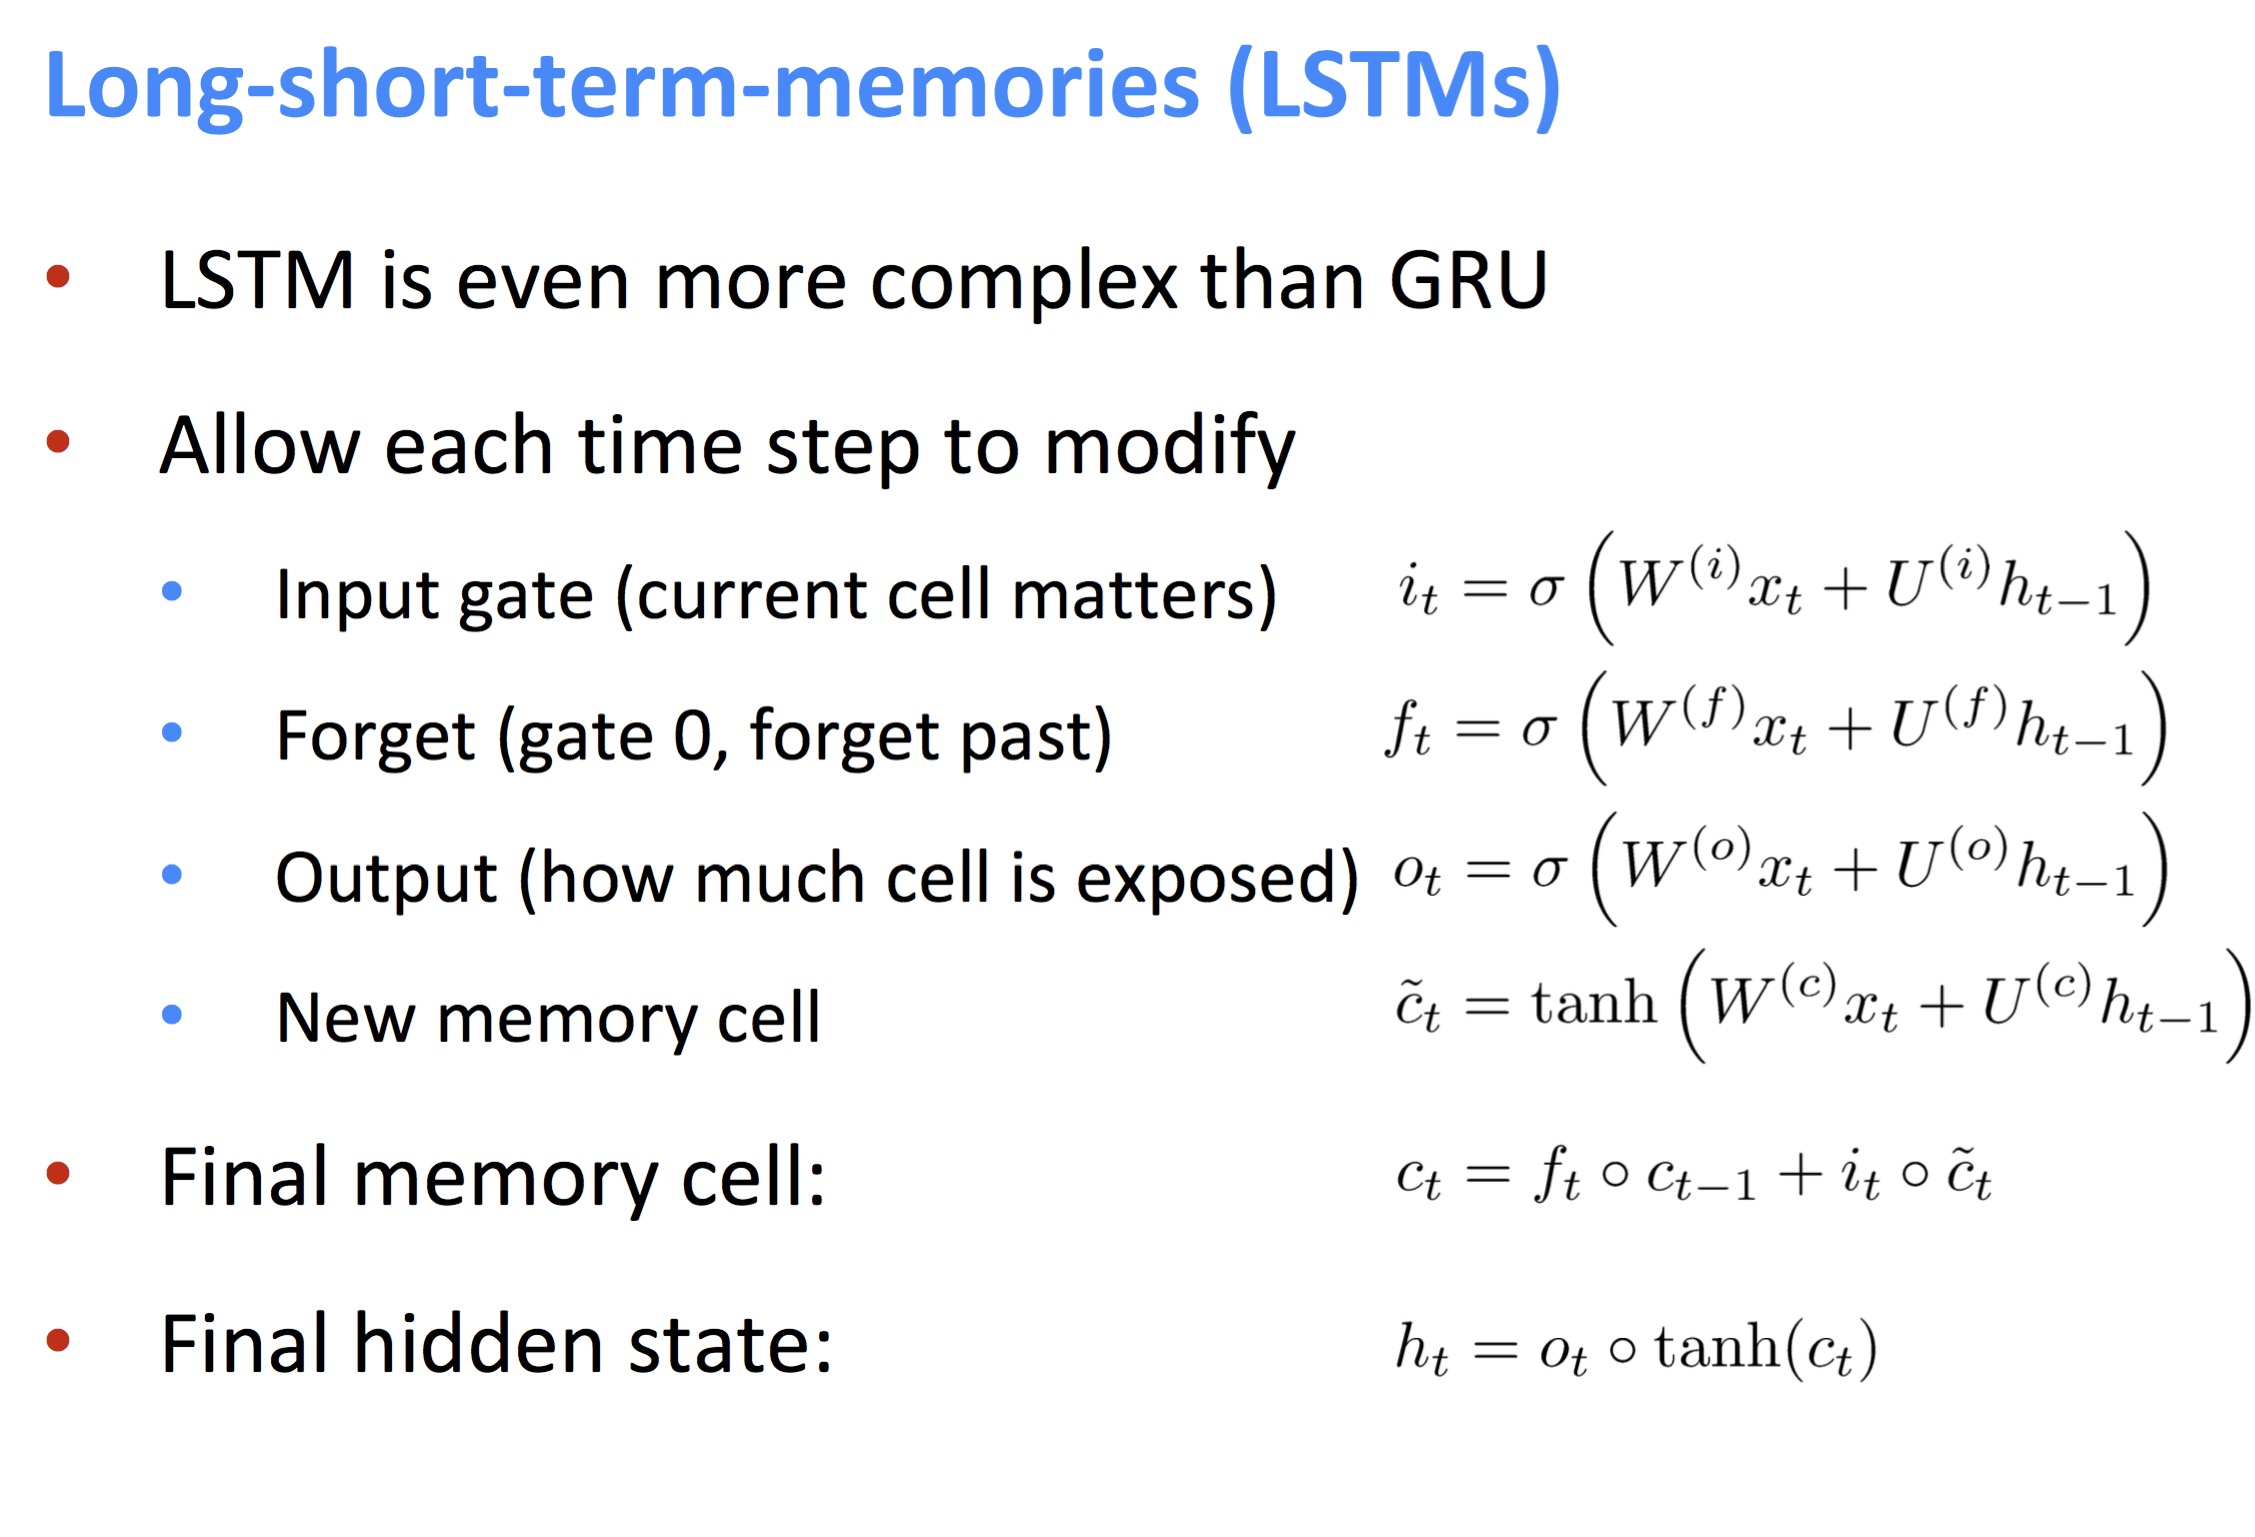 Long-short-term-memories (LSTMs)
• LSTM is even more complex than GRU
• Allow each time step to modify
• Input gate (current cell matters) $i_t = \sigma\left(W^{(i)}x_t + U^{(i)}h_{t-1}\right)$
• Forget (gate 0, forget past) $f_t = \sigma\left(W^{(f)}x_t + U^{(f)}h_{t-1}\right)$
• Output (how much cell is exposed) $o_t = \sigma\left(W^{(o)}x_t + U^{(o)}h_{t-1}\right)$
• New memory cell $\tilde{c}_t = \tanh\left(W^{(c)}x_t + U^{(c)}h_{t-1}\right)$
• Final memory cell: $c_t = f_t \circ c_{t-1} + i_t \circ \tilde{c}_t$
• Final hidden state: $h_t = o_t \circ \tanh(c_t)$